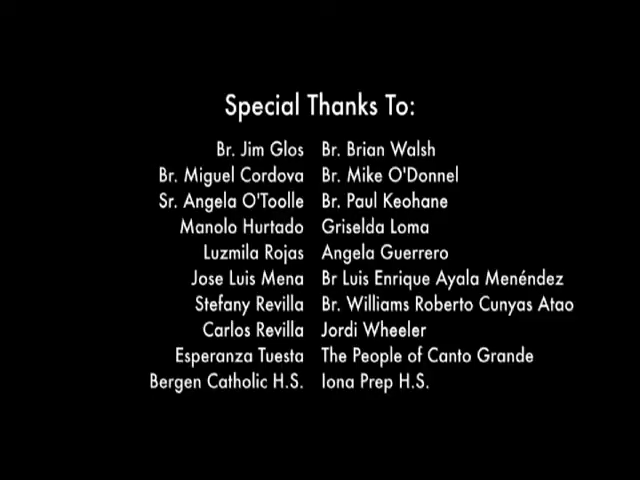 Special Thanks To:
Br. Jim Glos Br. Brian Walsh
Br. Miguel Cordova Br. Mike O'Donnel
Sr. Angela O'Toolle Br. Paul Keohane
Manolo Hurtado Griselda Loma
Luzmila Rojas Angela Guerrero
Jose Luis Mena Br Luis Enrique Ayala Menéndez
Stefany Revilla Br. Williams Roberto Cunyas Atao
Carlos Revilla Jordi Wheeler
Esperanza Tuesta The People of Canto Grande
Bergen Catholic H.S. Iona Prep H.S.